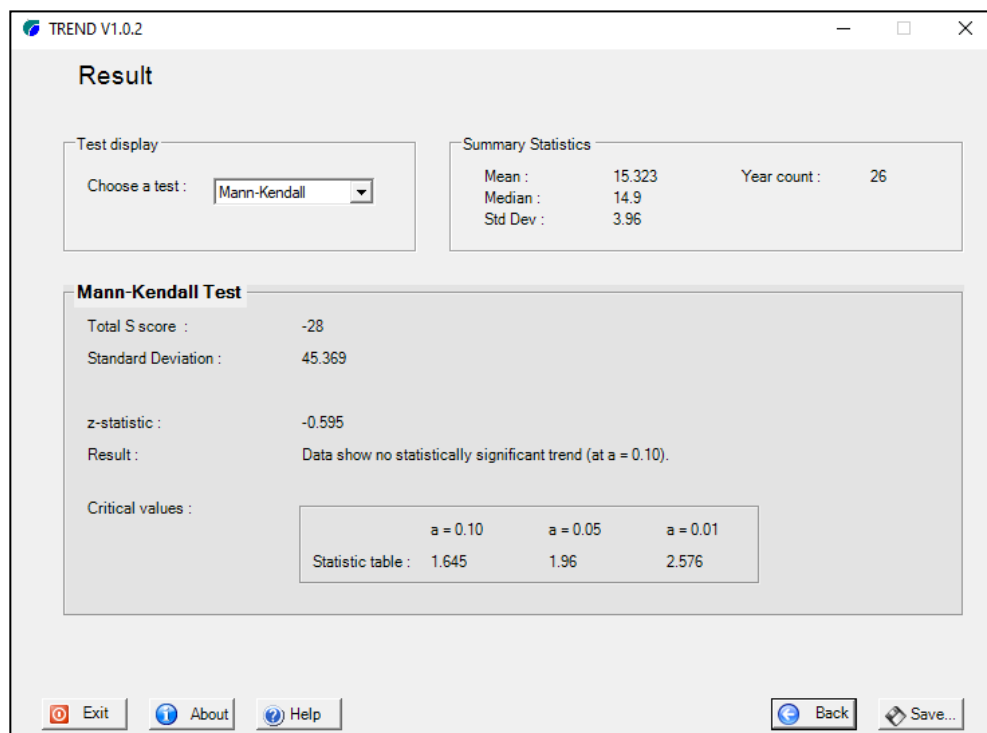 TREND V1.0.2
Result
Test display
Choose a test : Mann-Kendall
Summary Statistics
Mean : 15.323 Year count : 26
Median : 14.9
Std Dev : 3.96
Mann-Kendall Test
Total S score : -28
Standard Deviation : 45.369
z-statistic : -0.595
Result : Data show no statistically significant trend (at a = 0.10).
Critical values :
a = 0.10 a = 0.05 a = 0.01
Statistic table : 1.645 1.96 2.576
Exit About Help Back Save...